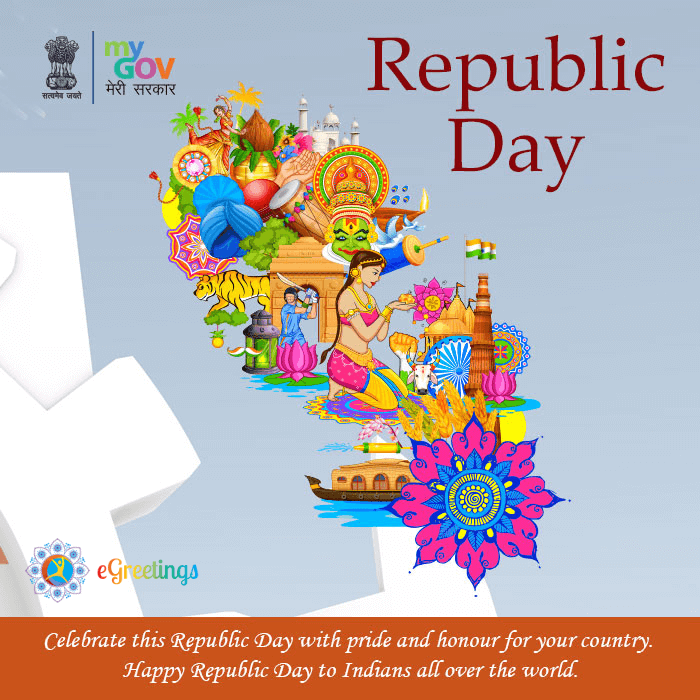 my
GOV
मेरी सरकार
सत्यमेव जयते
Republic
Day
eGreetings
Celebrate this Republic Day with pride and honour for your country.
Happy Republic Day to Indians all over the world.